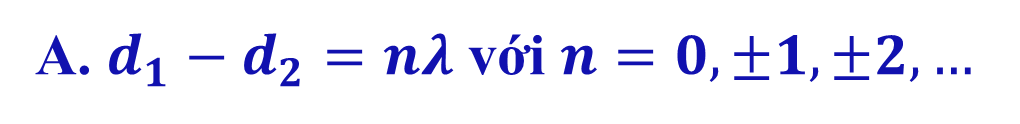 A. d₁ − d₂ = nλ với n = 0, ±1, ±2, ...